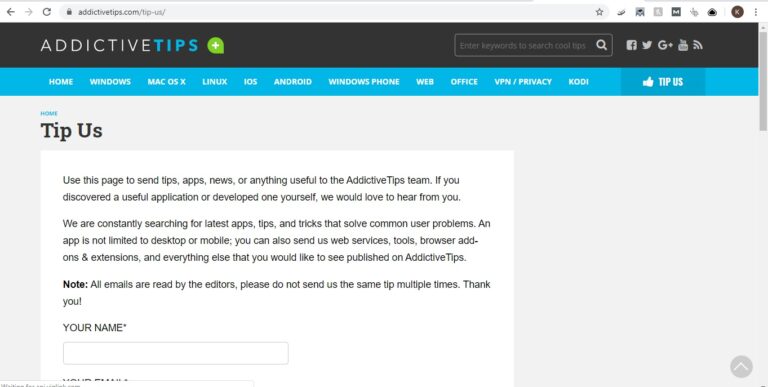 addictivetips.com/tip-us/
K
ADDICTIVETIPS
Enter keywords to search cool tips
HOME WINDOWS MAC OS X LINUX IOS ANDROID WINDOWS PHONE WEB OFFICE VPN / PRIVACY KODI TIP US
HOME
Tip Us
Use this page to send tips, apps, news, or anything useful to the AddictiveTips team. If you
discovered a useful application or developed one yourself, we would love to hear from you.
We are constantly searching for latest apps, tips, and tricks that solve common user problems. An
app is not limited to desktop or mobile; you can also send us web services, tools, browser add-
ons & extensions, and everything else that you would like to see published on AddictiveTips.
Note: All emails are read by the editors, please do not send us the same tip multiple times. Thank
you!
YOUR NAME*
YOUR EMAIL*